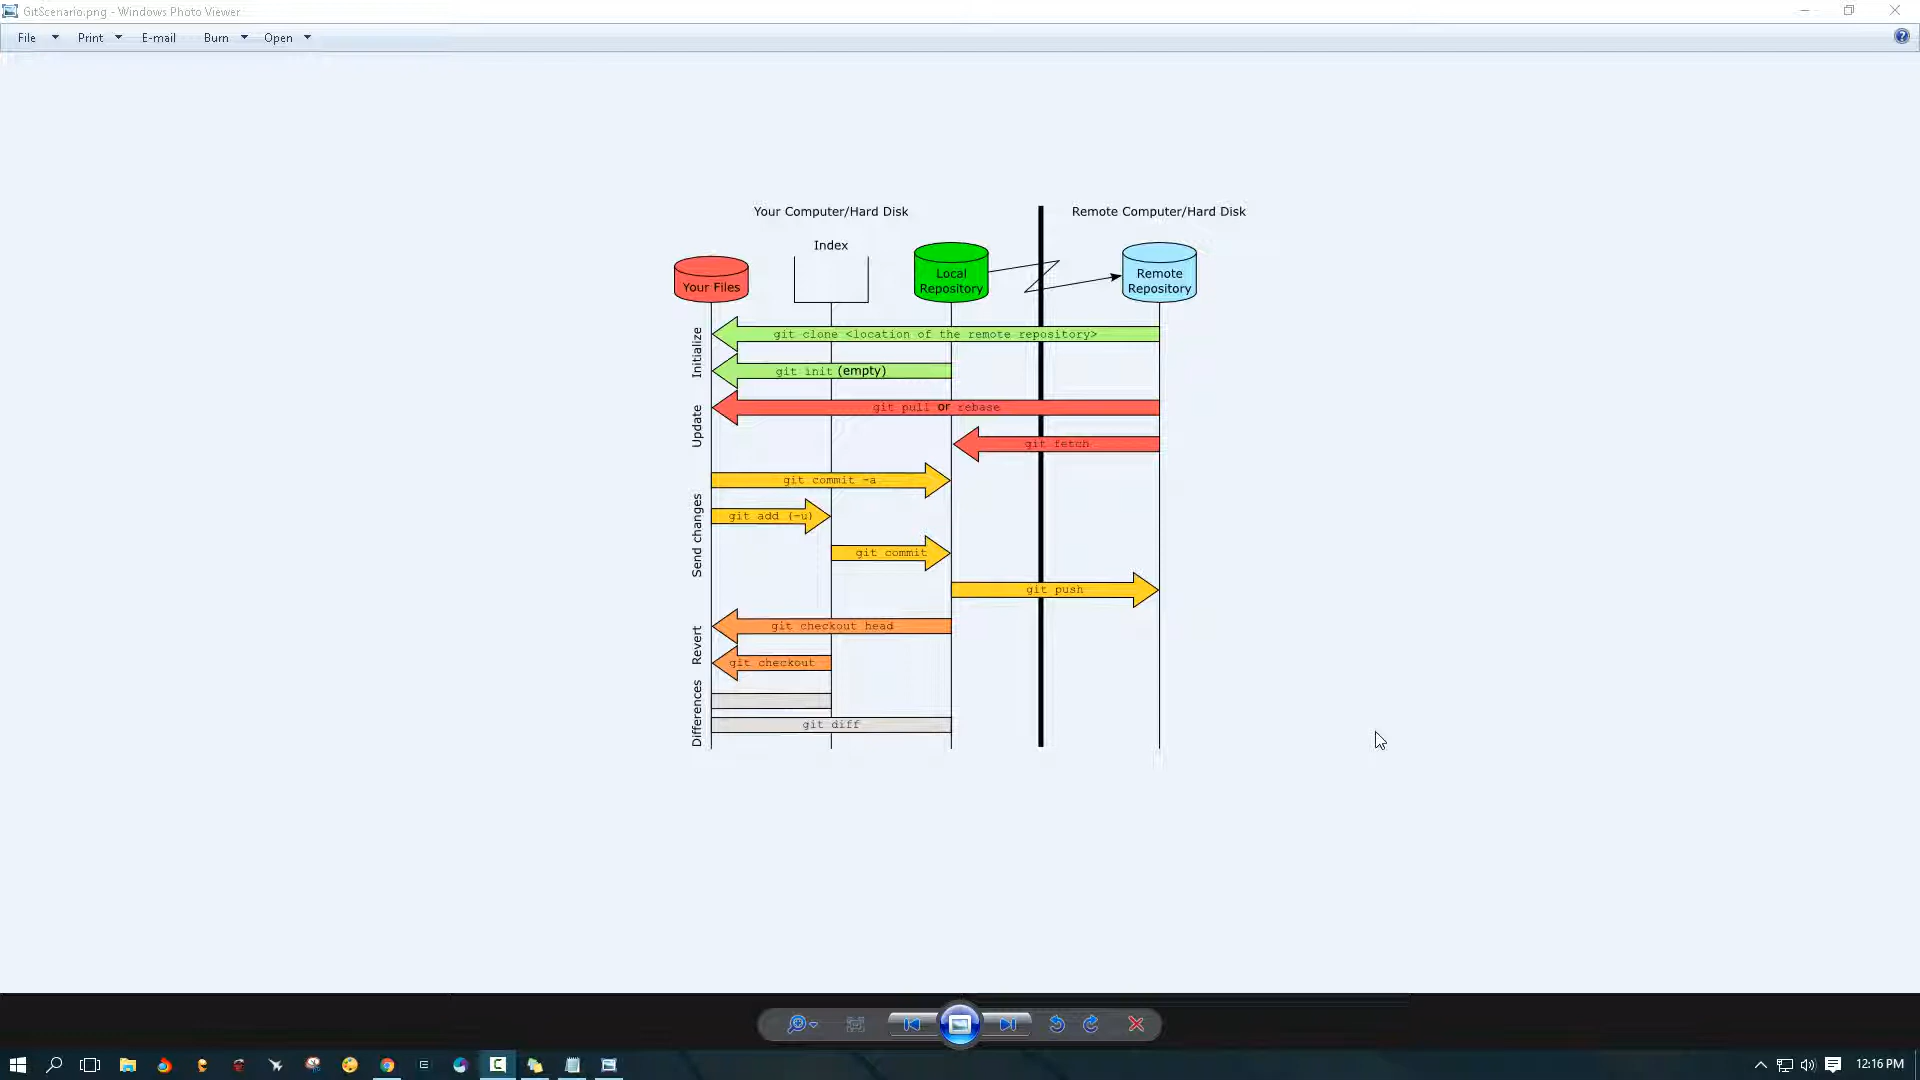 GitScenario.png - Windows Photo Viewer
File Print E-mail Burn Open
Your Computer/Hard Disk Remote Computer/Hard Disk
Index
Your Files
Local
Repository
Remote
Repository
Initialize
git clone <location of the remote repository>
git init (empty)
Update
git pull or rebase
git fetch
Send changes
git commit -a
git add (-u)
git commit
git push
Revert
git checkout head
git checkout
Differences
git diff
12:16 PM